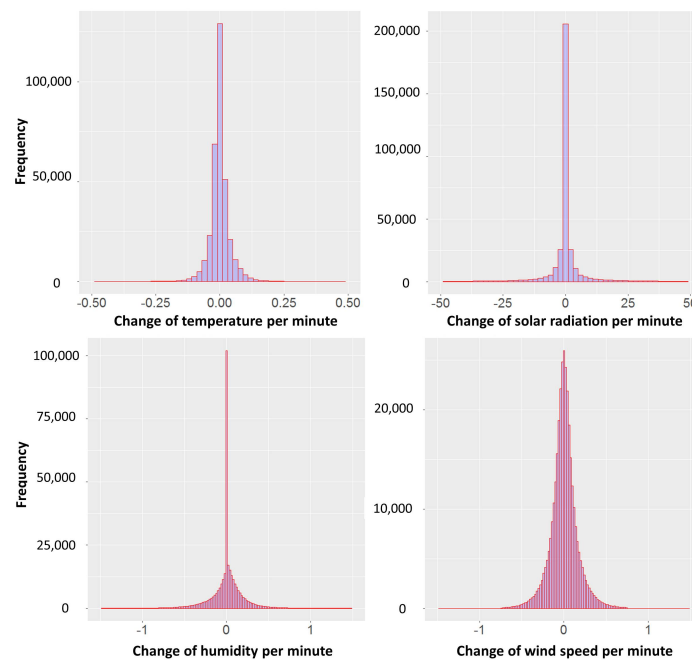 Frequency
100,000
50,000
0
-0.50 -0.25 0.00 0.25 0.50
Change of temperature per minute
200,000
150,000
100,000
50,000
0
-50 -25 0 25 50
Change of solar radiation per minute
Frequency
100,000
75,000
50,000
25,000
0
-1 0 1
Change of humidity per minute
20,000
10,000
0
-1 0 1
Change of wind speed per minute